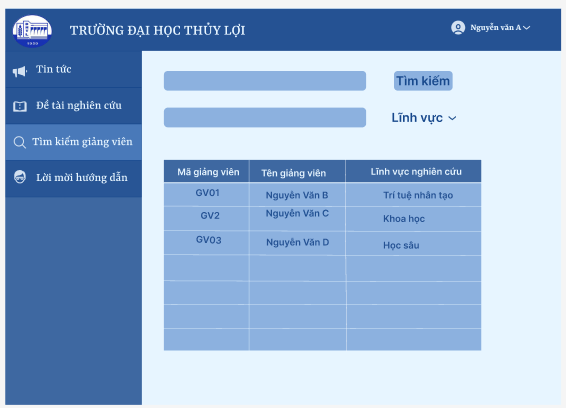 TRƯỜNG ĐẠI HỌC THỦY LỢI
Nguyễn văn A
Tin tức
Đề tài nghiên cứu
Tìm kiếm giảng viên
Lời mời hướng dẫn
Tìm kiếm
Lĩnh vực
Mã giảng viên Tên giảng viên Lĩnh vực nghiên cứu
GV01 Nguyễn Văn B Trí tuệ nhân tạo
GV2 Nguyễn Văn C Khoa học
GV03 Nguyễn Văn D Học sâu